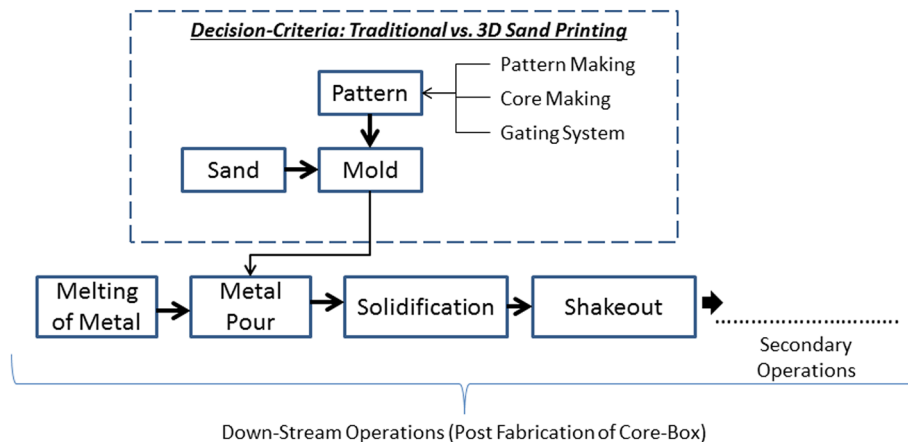 Decision-Criteria: Traditional vs. 3D Sand Printing
Pattern Making
Pattern
Core Making
Gating System
Sand
Mold
Melting
of Metal
Metal
Pour
Solidification
Shakeout
Secondary
Operations
Down-Stream Operations (Post Fabrication of Core-Box)